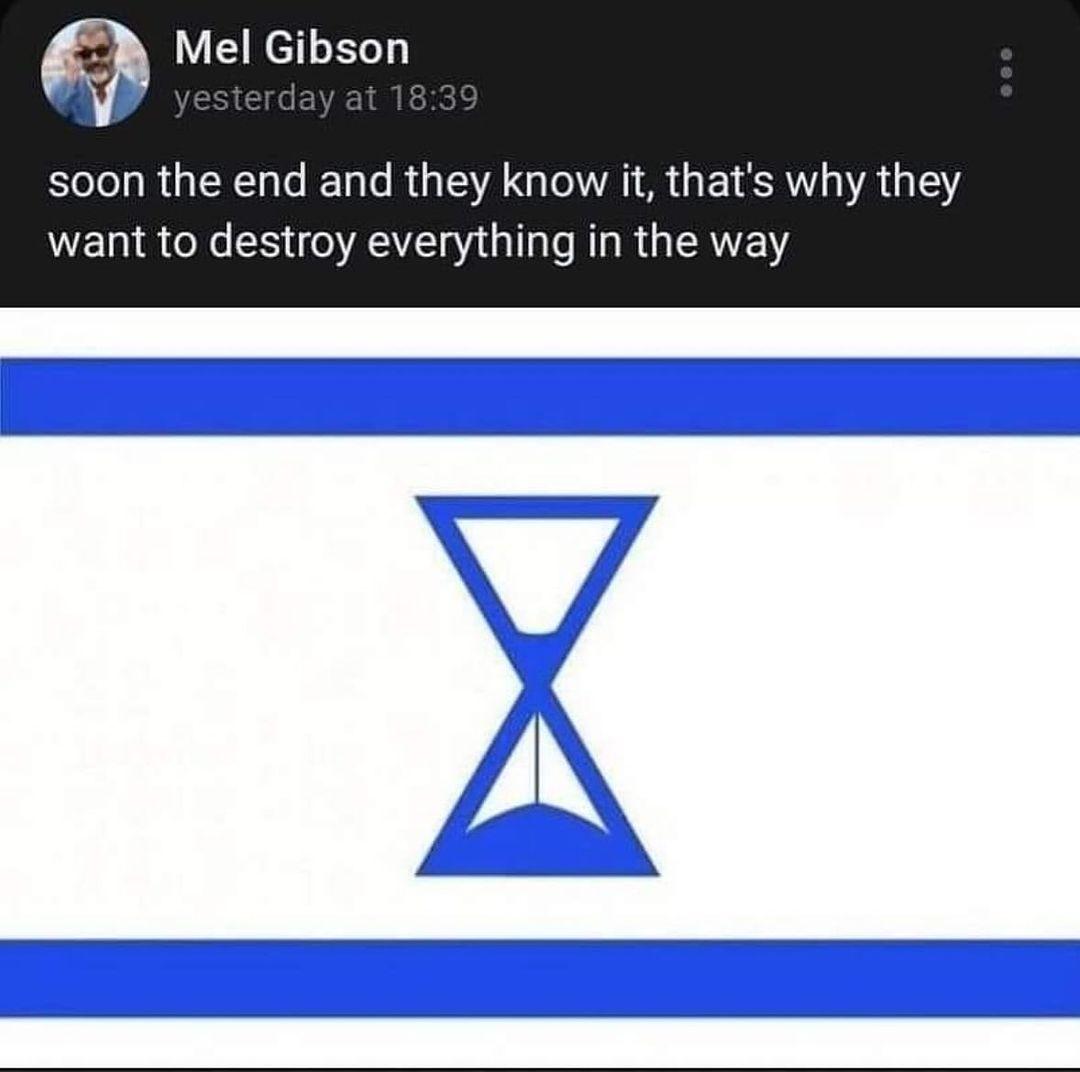 Mel Gibson
yesterday at 18:39
soon the end and they know it, that's why they
want to destroy everything in the way